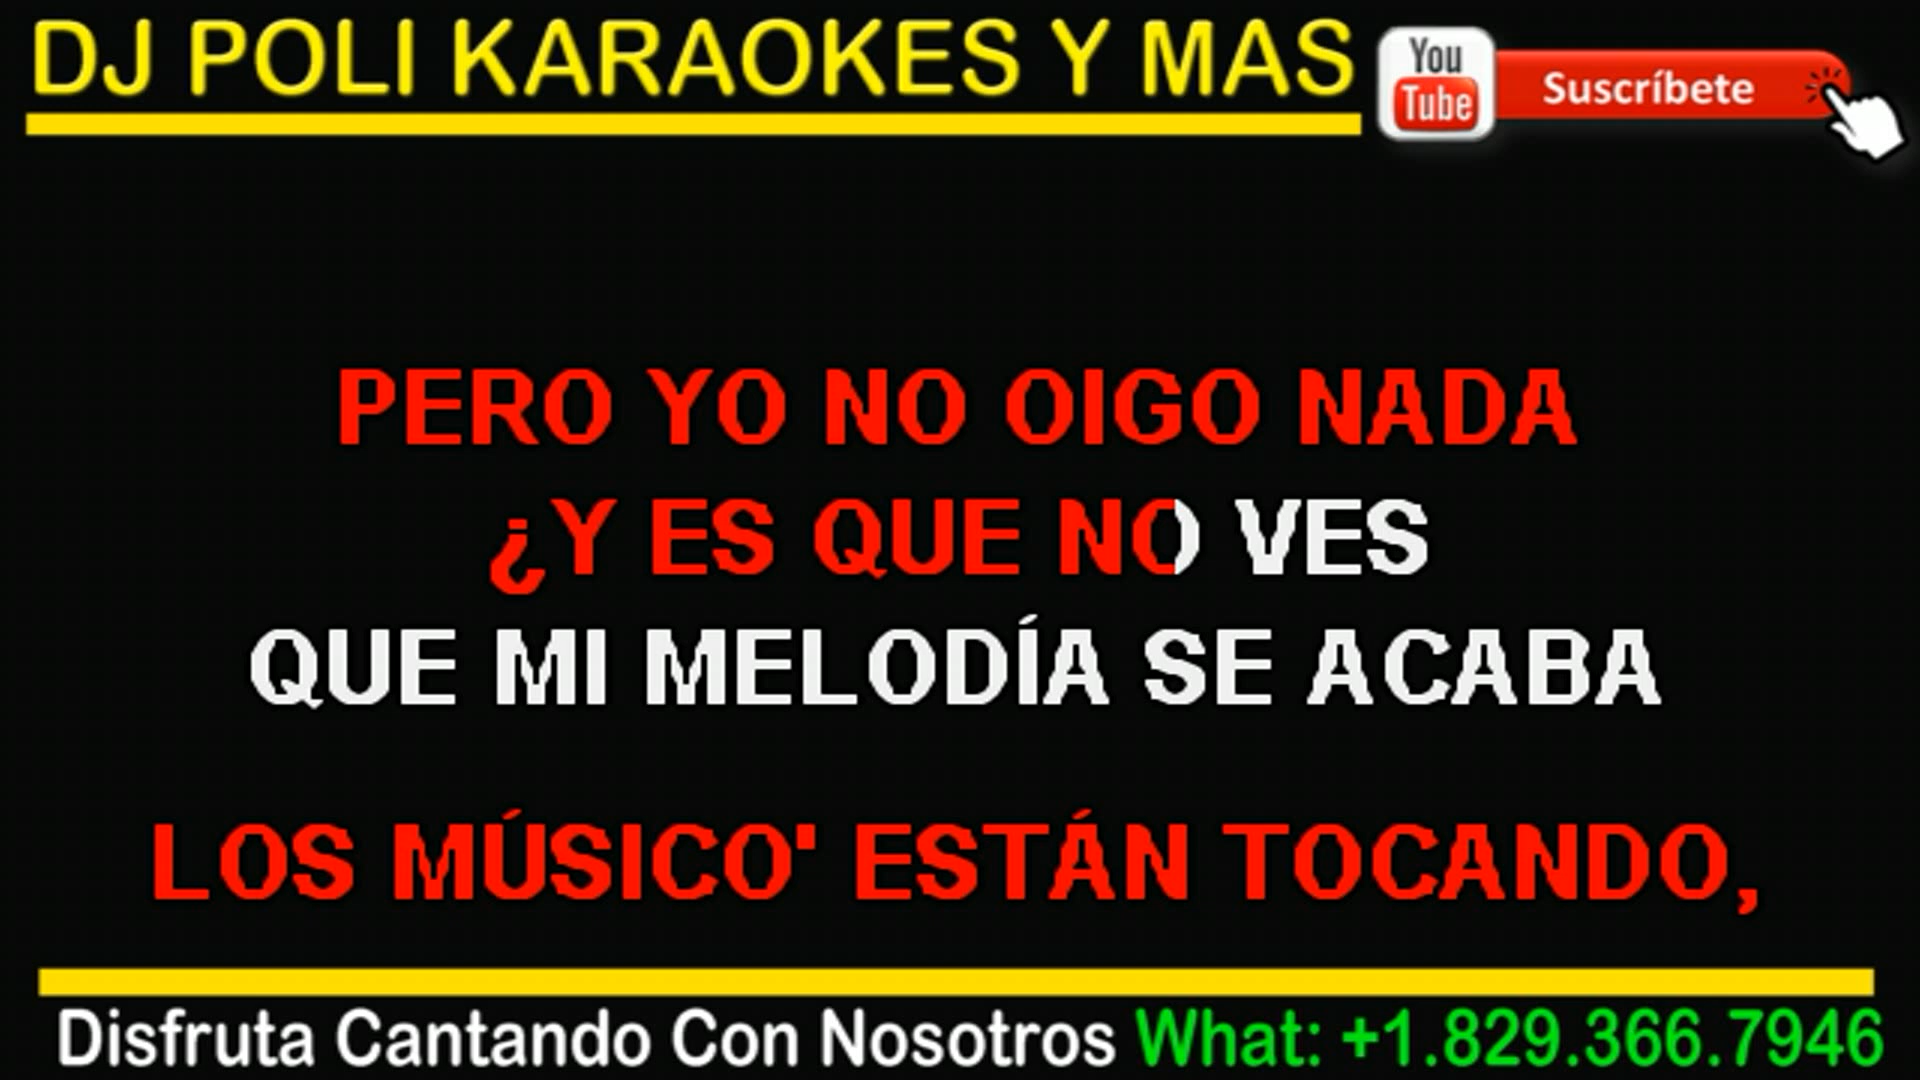 DJ POLI KARAOKES Y MAS
You
Tube
Suscríbete
PERO YO NO OIGO NADA
¿Y ES QUE NO VES
QUE MI MELODÍA SE ACABA
LOS MÚSICO' ESTÁN TOCANDO,
Disfruta Cantando Con Nosotros What: +1.829.366.7946